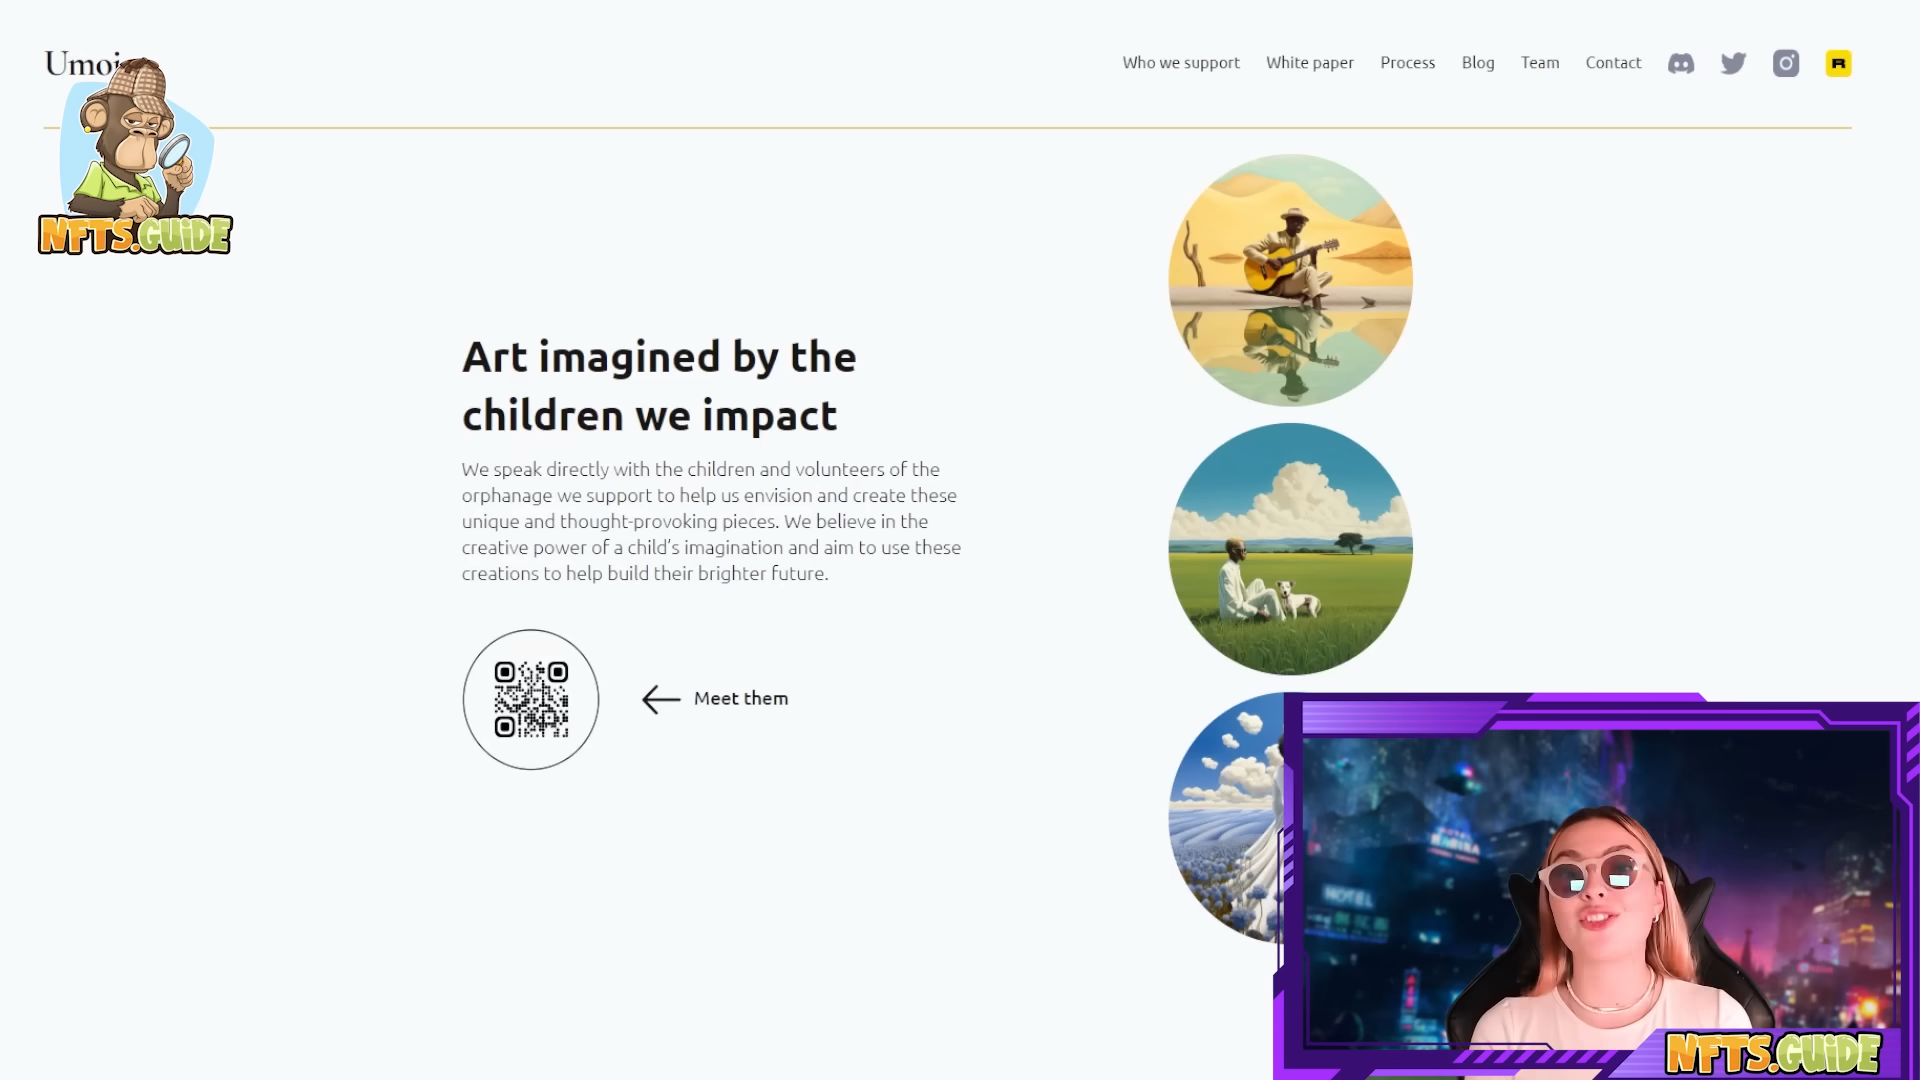 Umoj
Who we support White paper Process Blog Team Contact
NFTS.GUiDE
Art imagined by the
children we impact
We speak directly with the children and volunteers of the
orphanage we support to help us envision and create these
unique and thought-provoking pieces. We believe in the
creative power of a child’s imagination and aim to use these
creations to help build their brighter future.
Meet them
HOTEL
NFTS.GUiDE